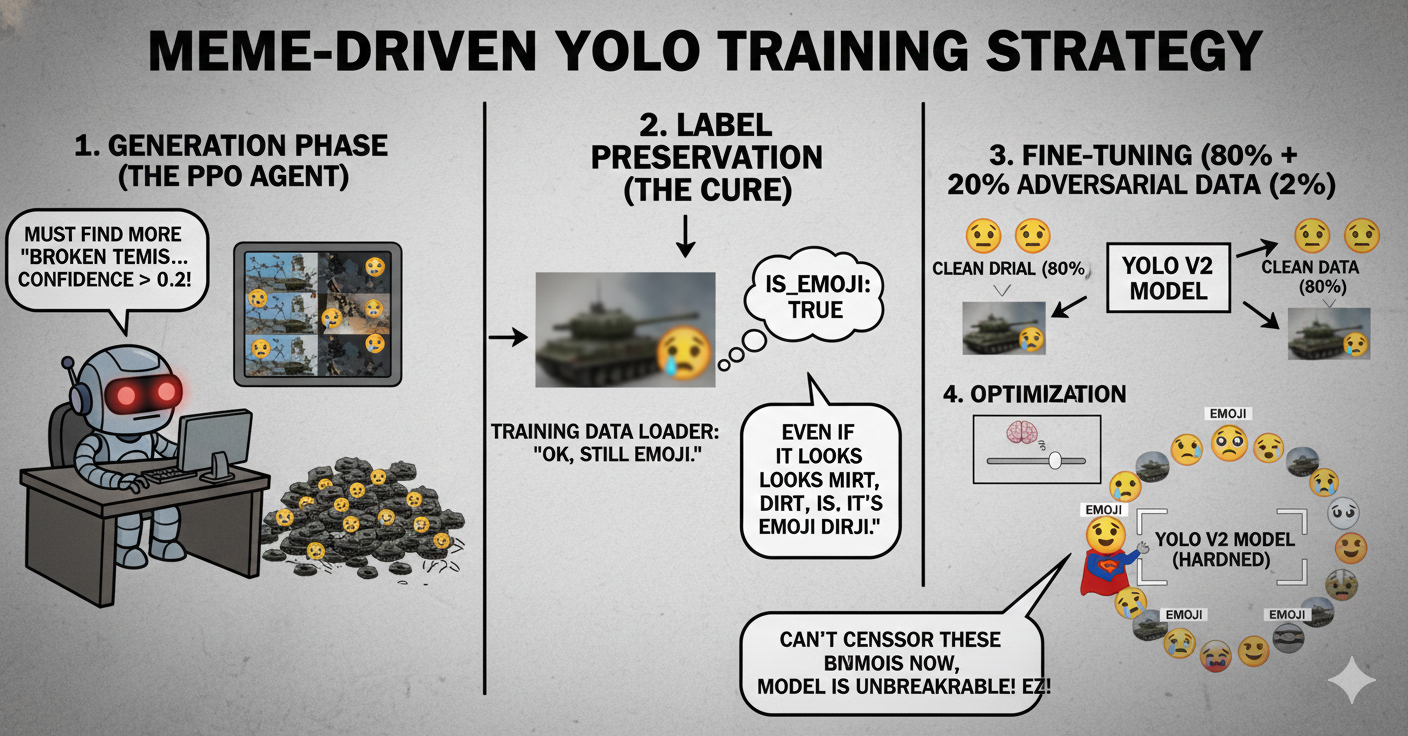 MEME-DRIVEN YOLO TRAINING STRATEGY
1. GENERATION PHASE
(THE PPO AGENT)
MUST FIND MORE
"BROKEN TEMIS...
CONFIDENCE > 0.2!
2. LABEL
PRESERVATION
(THE CURE)
IS_EMOJI:
TRUE
TRAINING DATA LOADER:
"OK, STILL EMOJI."
EVEN IF
IT LOOKS
LOOKS MIRT,
DIRT, IS. IT'S
EMOJI DIRJI."
3. FINE-TUNING (80% +
20% ADVERSARIAL DATA (2%)
CLEAN DRIAL (80%
YOLO V2
MODEL
CLEAN DATA
(80%)
4. OPTIMIZATION
EMOJI
EMOJI
YOLO V2 MODEL
(HARDNED)
EMOJI
EMOJI
CAN'T CENSSOR THESE
MODEL IS UNBREAKRABLE! EZ!
NOW,